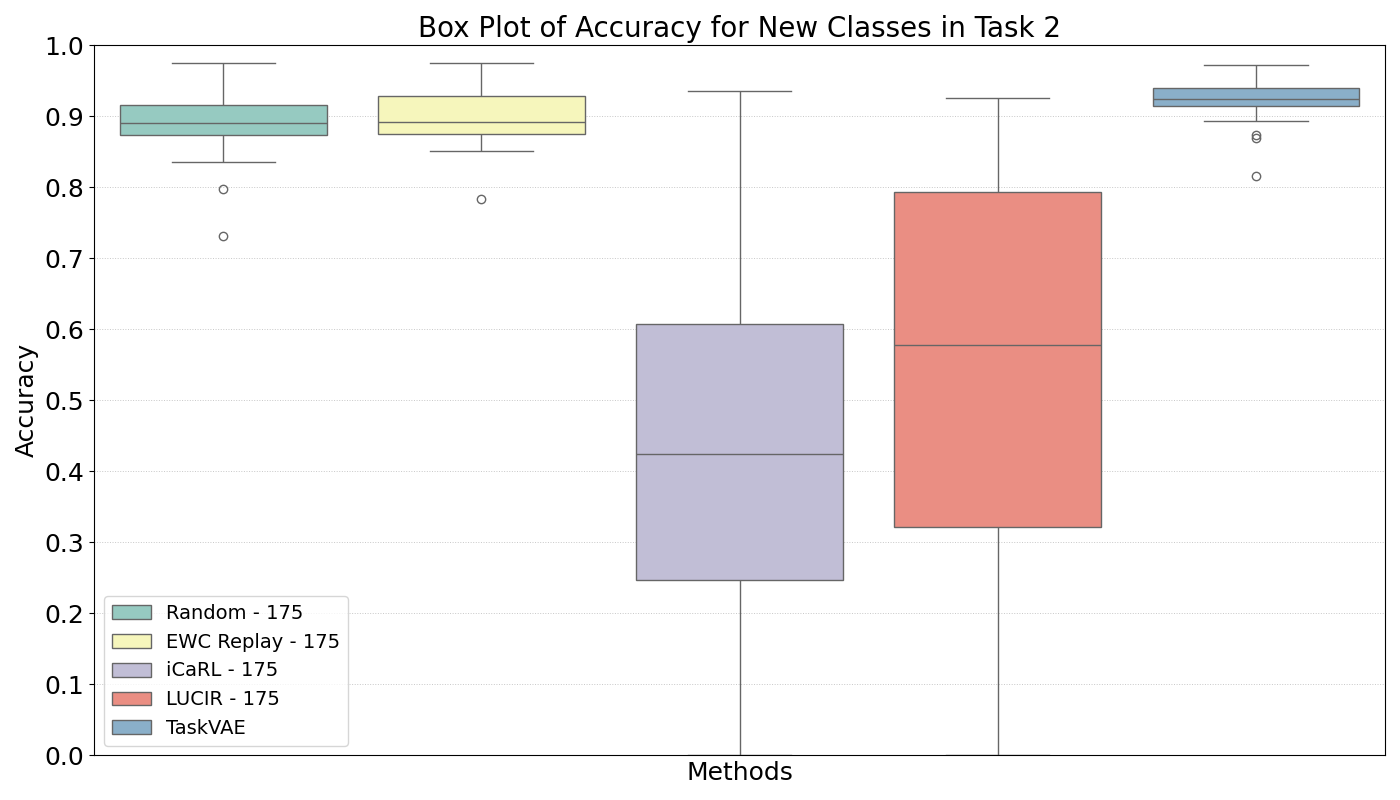 Box Plot of Accuracy for New Classes in Task 2
1.0
0.9
0.8
0.7
0.6
0.5
0.4
0.3
0.2
0.1
0.0
Accuracy
Random - 175
EWC Replay - 175
iCaRL - 175
LUCIR - 175
TaskVAE
Methods